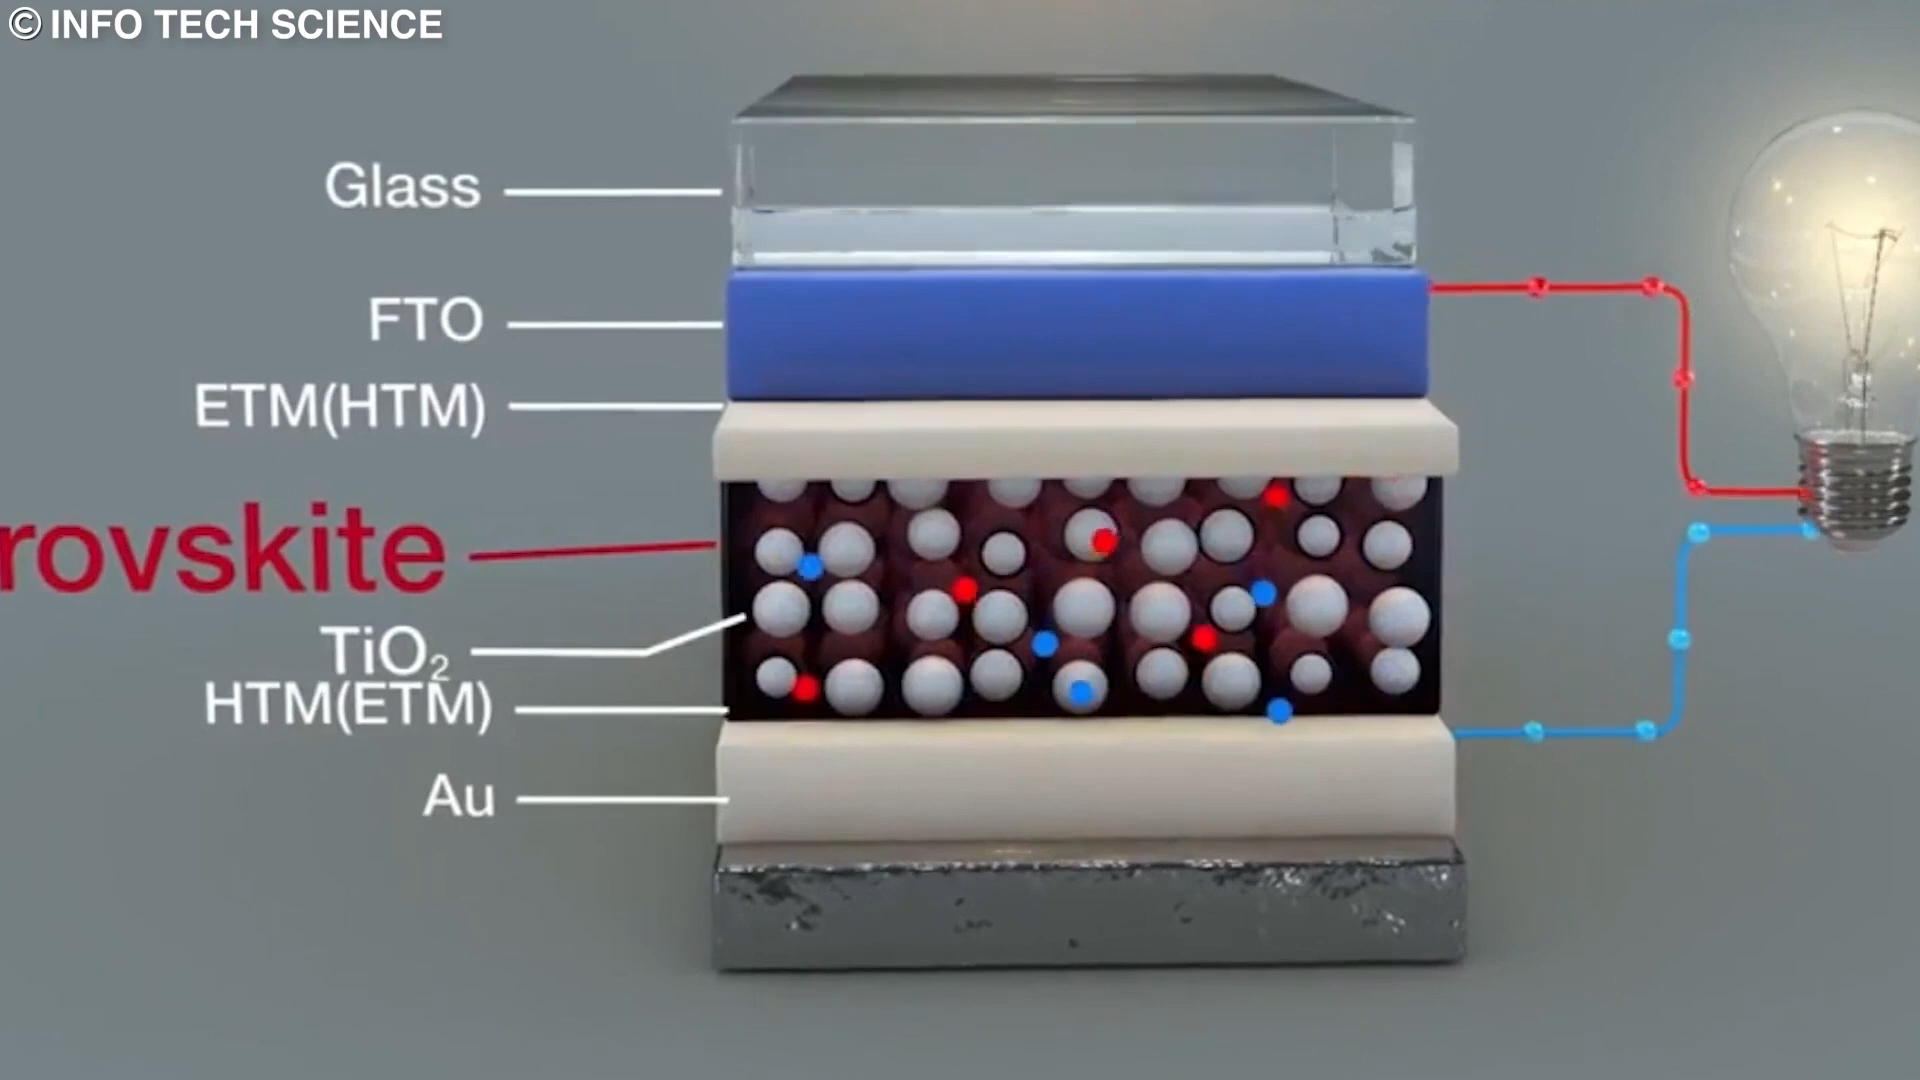 © INFO TECH SCIENCE
Glass
FTO
ETM(HTM)
rovskite
TiO₂
HTM(ETM)
Au